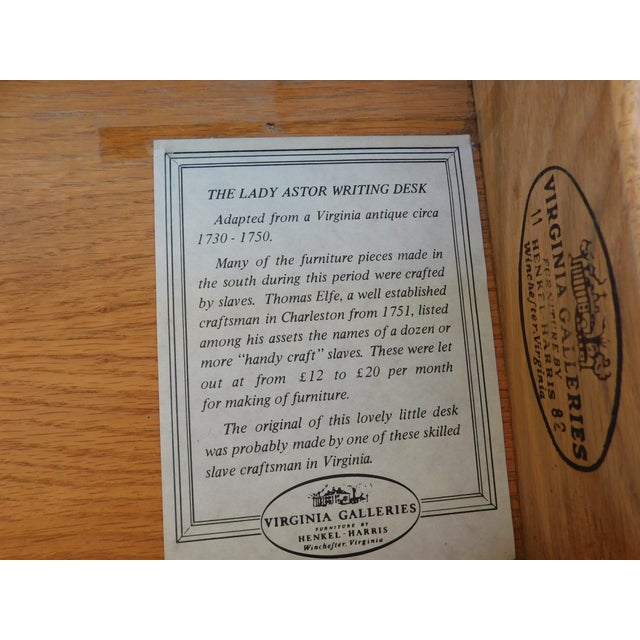 THE LADY ASTOR WRITING DESK
Adapted from a Virginia antique circa
1730 - 1750.
Many of the furniture pieces made in
the south during this period were crafted
by slaves. Thomas Elfe, a well established
craftsman in Charleston from 1751, listed
among his assets the names of a dozen or
more "handy craft" slaves. These were let
out at from £12 to £20 per month
for making of furniture.
The original of this lovely little desk
was probably made by one of these skilled
slave craftsman in Virginia.
VIRGINIA GALLERIES
FURNITURE BY
HENKEL - HARRIS
Winchester, Virginia
VIRGINIA GALLERIES
FURNITURE BY
HENKEL HARRIS
Winchester, Virginia
11
82